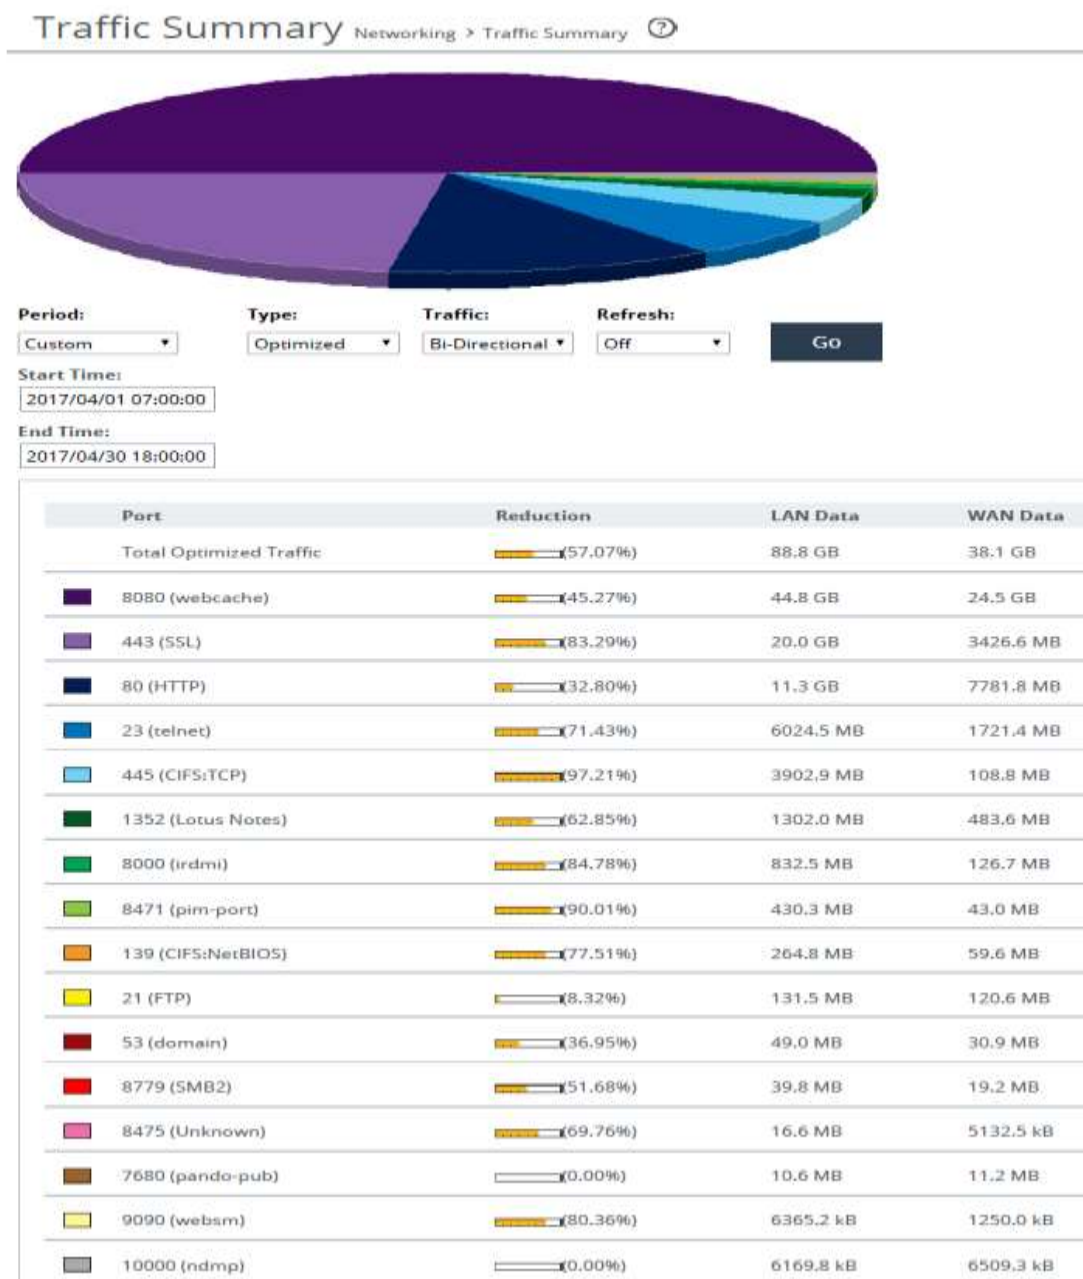 Traffic Summary Networking > Traffic Summary ?
Period: Type: Traffic: Refresh:
Custom Optimized Bi-Directional Off Go
Start Time:
2017/04/01 07:00:00
End Time:
2017/04/30 18:00:00
Port Reduction LAN Data WAN Data
Total Optimized Traffic (57.07%) 88.8 GB 38.1 GB
8080 (webcache) (45.27%) 44.8 GB 24.5 GB
443 (SSL) (83.29%) 20.0 GB 3426.6 MB
80 (HTTP) (32.80%) 11.3 GB 7781.8 MB
23 (telnet) (71.43%) 6024.5 MB 1721.4 MB
445 (CIFS:TCP) (97.21%) 3902.9 MB 108.8 MB
1352 (Lotus Notes) (62.85%) 1302.0 MB 483.6 MB
8000 (irdmi) (84.78%) 832.5 MB 126.7 MB
8471 (pim-port) (90.01%) 430.3 MB 43.0 MB
139 (CIFS:NetBIOS) (77.51%) 264.8 MB 59.6 MB
21 (FTP) (8.32%) 131.5 MB 120.6 MB
53 (domain) (36.95%) 49.0 MB 30.9 MB
8779 (SMB2) (51.68%) 39.8 MB 19.2 MB
8475 (Unknown) (69.76%) 16.6 MB 5132.5 kB
7680 (pando-pub) (0.00%) 10.6 MB 11.2 MB
9090 (websm) (80.36%) 6365.2 kB 1250.0 kB
10000 (ndmp) (0.00%) 6169.8 kB 6509.3 kB